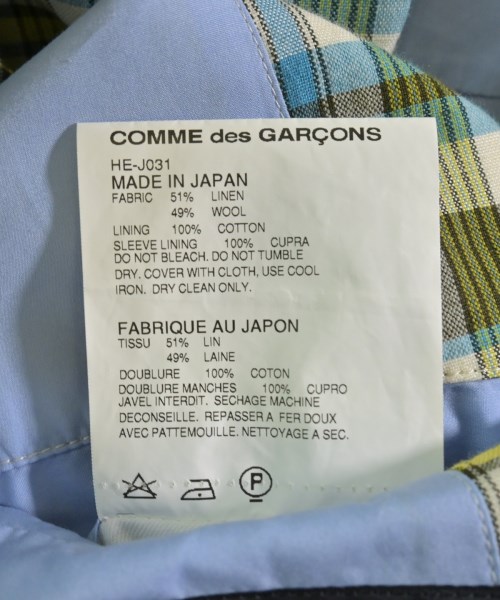 COMME des GARÇONS
HE-J031
MADE IN JAPAN
FABRIC 51% LINEN
49% WOOL
LINING 100% COTTON
SLEEVE LINING 100% CUPRA
DO NOT BLEACH. DO NOT TUMBLE
DRY. COVER WITH CLOTH, USE COOL
IRON. DRY CLEAN ONLY.
FABRIQUE AU JAPON
TISSU 51% LIN
49% LAINE
DOUBLURE 100% COTON
DOUBLURE MANCHES 100% CUPRO
JAVEL INTERDIT. SECHAGE MACHINE
DECONSEILLE. REPASSER A FER DOUX
AVEC PATTEMOUILLE. NETTOYAGE A SEC.
P